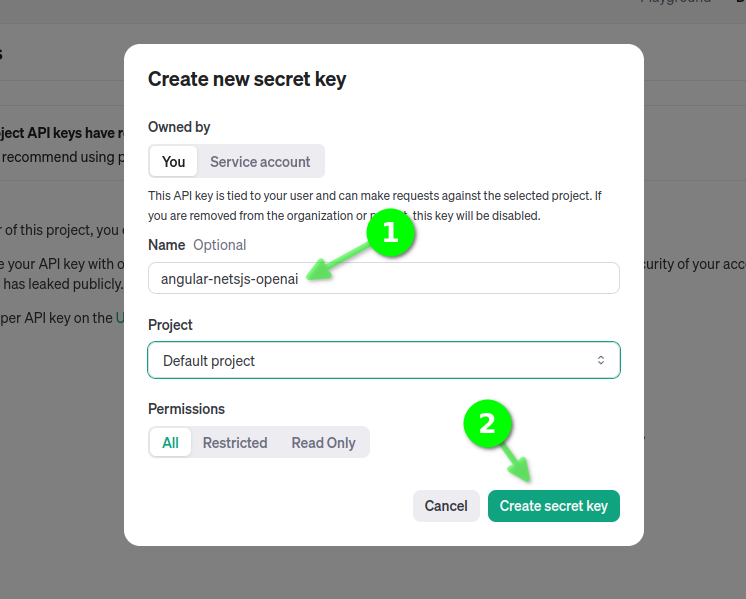 Create new secret key
ject API keys have r
Owned by
recommend using p
You Service account
This API key is tied to your user and can make requests against the selected project. If
you are removed from the organization or , this key will be disabled.
r of this project, you
1
Name Optional
e your API key with o
curity of your acco
angular-netsjs-openai
has leaked publicly.
per API key on the U
Project
Default project
Permissions
2
All Restricted Read Only
Cancel Create secret key